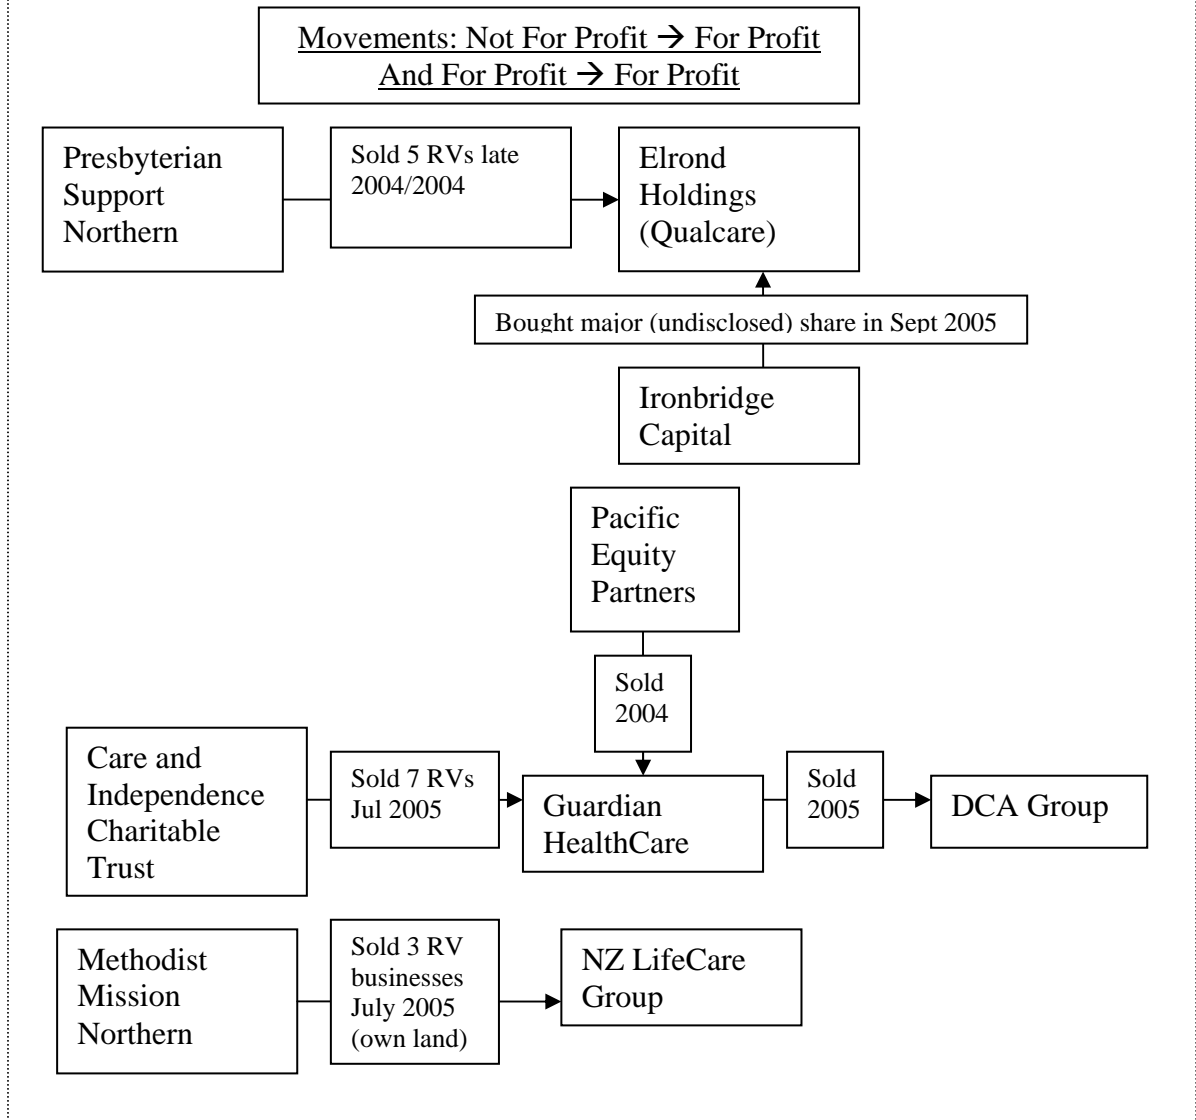 Movements: Not For Profit → For Profit
And For Profit → For Profit
Presbyterian
Support
Northern
Sold 5 RVs late
2004/2004
Elrond
Holdings
(Qualcare)
Bought major (undisclosed) share in Sept 2005
Ironbridge
Capital
Pacific
Equity
Partners
Sold
2004
Care and
Independence
Charitable
Trust
Sold 7 RVs
Jul 2005
Guardian
HealthCare
Sold
2005
DCA Group
Methodist
Mission
Northern
Sold 3 RV
businesses
July 2005
(own land)
NZ LifeCare
Group